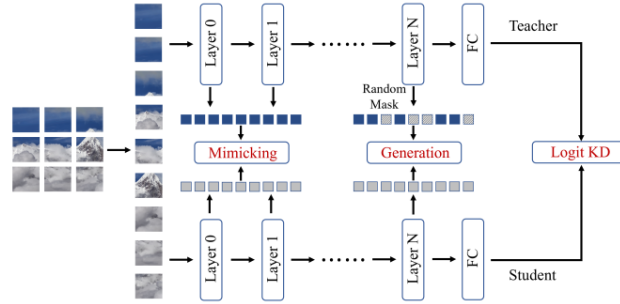 Layer 0
Layer 1
Layer N
FC
Teacher
Random
Mask
Mimicking
Generation
Logit KD
Layer 0
Layer 1
Layer N
FC
Student